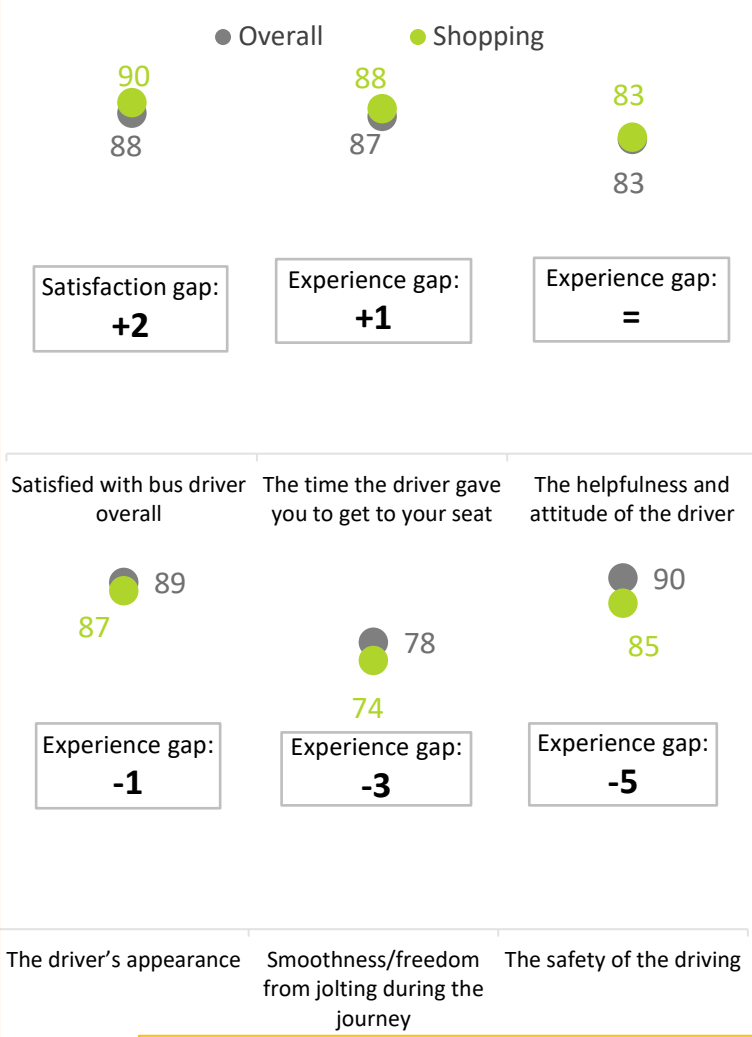 Overall Shopping
90 88 83
88 87 83
Satisfaction gap: Experience gap: Experience gap:
+2 +1 =
Satisfied with bus driver The time the driver gave The helpfulness and
overall you to get to your seat attitude of the driver
89 78 90
87 74 85
Experience gap: Experience gap: Experience gap:
-1 -3 -5
The driver’s appearance Smoothness/freedom The safety of the driving
from jolting during the
journey